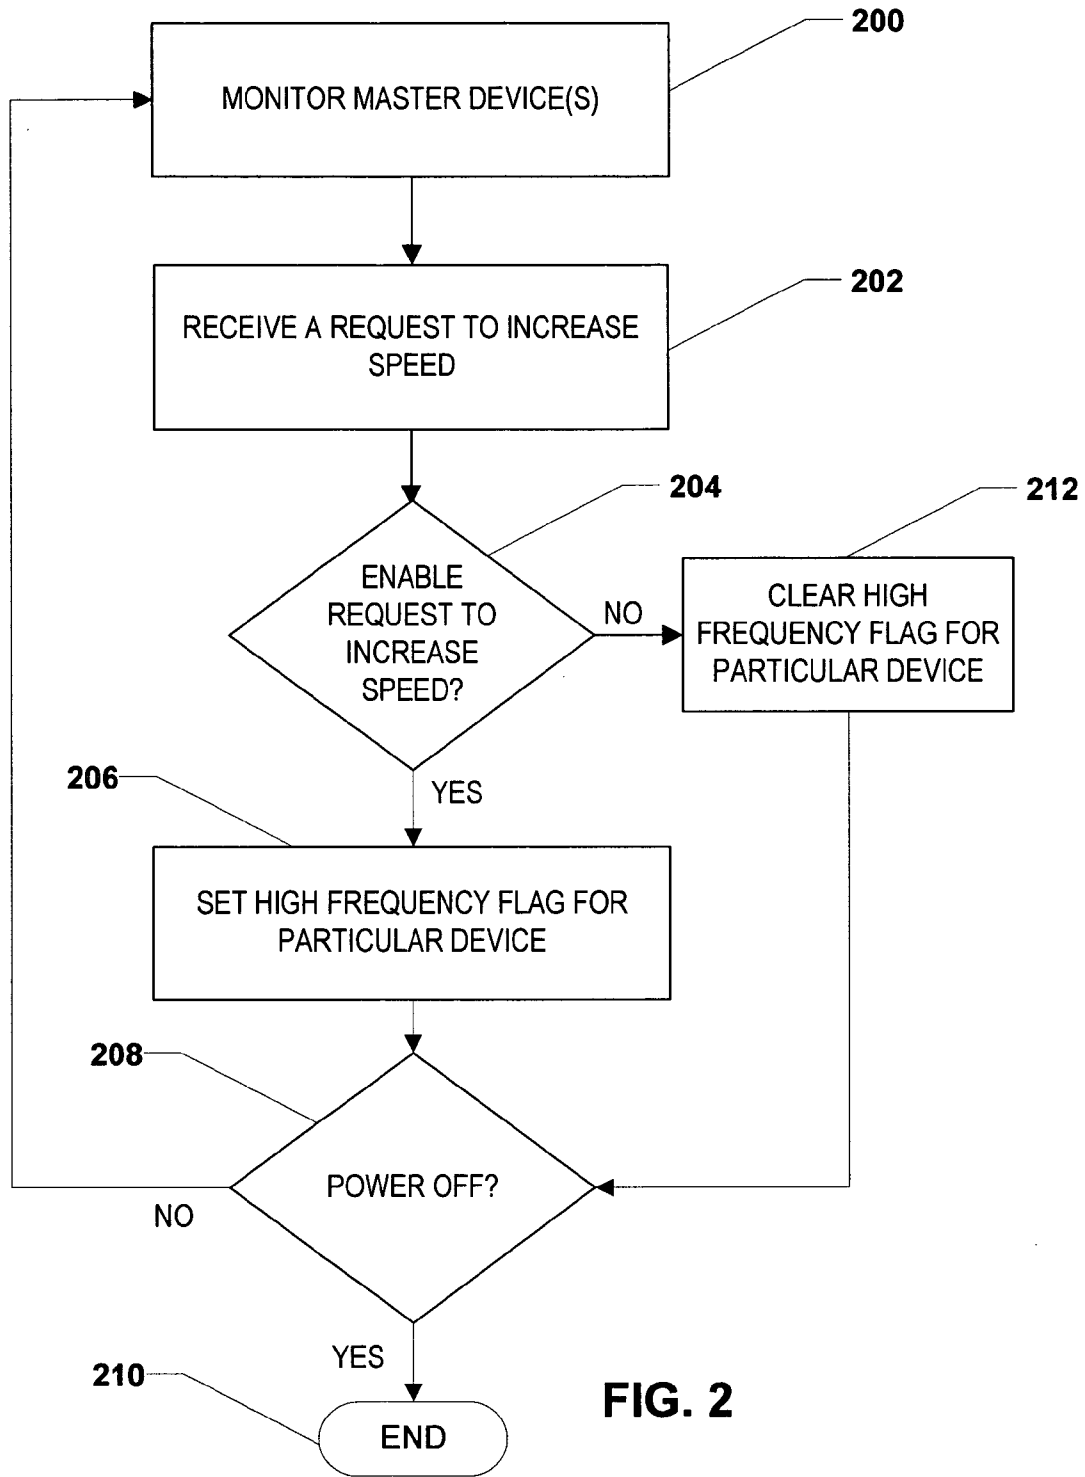 200
MONITOR MASTER DEVICE(S)
202
RECEIVE A REQUEST TO INCREASE
SPEED
204
212
ENABLE
REQUEST TO
INCREASE
SPEED?
NO
CLEAR HIGH
FREQUENCY FLAG FOR
PARTICULAR DEVICE
206
YES
SET HIGH FREQUENCY FLAG FOR
PARTICULAR DEVICE
208
POWER OFF?
NO
YES
210
END
FIG. 2